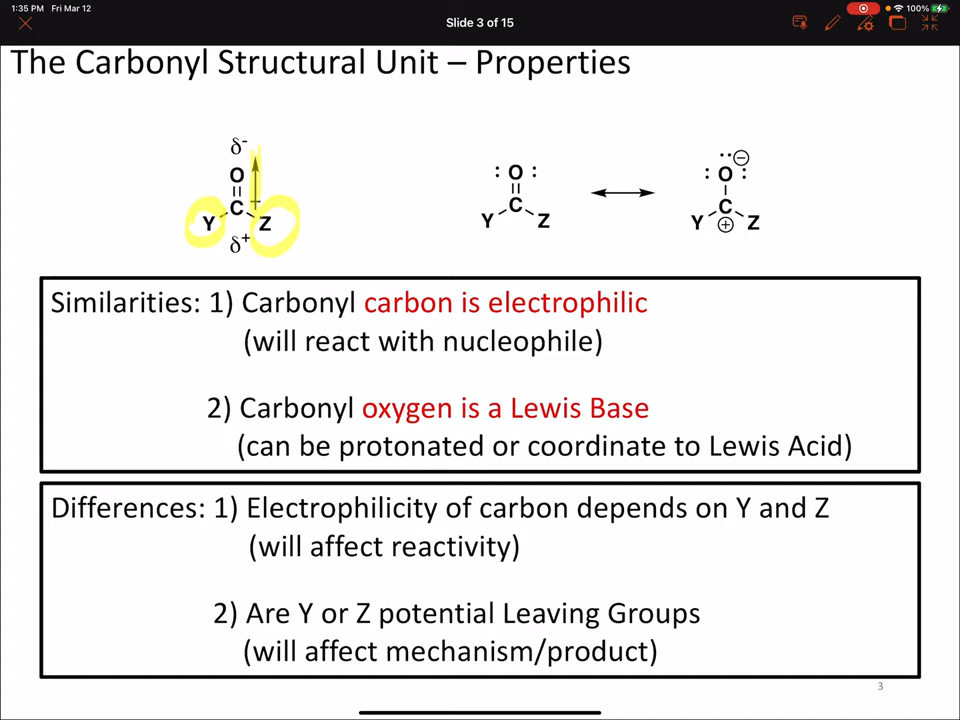 1:35 PM Fri Mar 12
100%
Slide 3 of 15
The Carbonyl Structural Unit – Properties
δ-
O
C
Y Z
δ+
: O :
C
Y Z
.. ⊖
: O :
C
Y ⊕ Z
Similarities: 1) Carbonyl carbon is electrophilic
(will react with nucleophile)
2) Carbonyl oxygen is a Lewis Base
(can be protonated or coordinate to Lewis Acid)
Differences: 1) Electrophilicity of carbon depends on Y and Z
(will affect reactivity)
2) Are Y or Z potential Leaving Groups
(will affect mechanism/product)
3